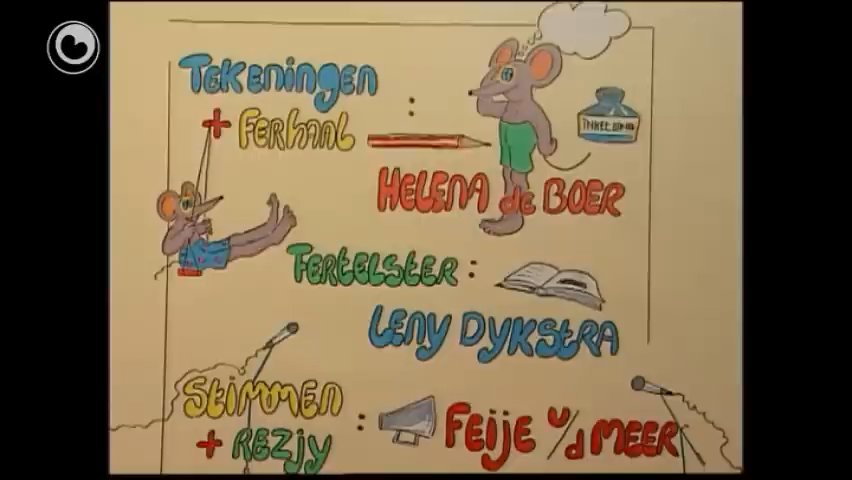 Tekeningen :
+ Ferhaal
Helena de Boer
Fertelster :
Leny Dykstra
Stimmen
+ Rezjy :
Feije v/d Meer